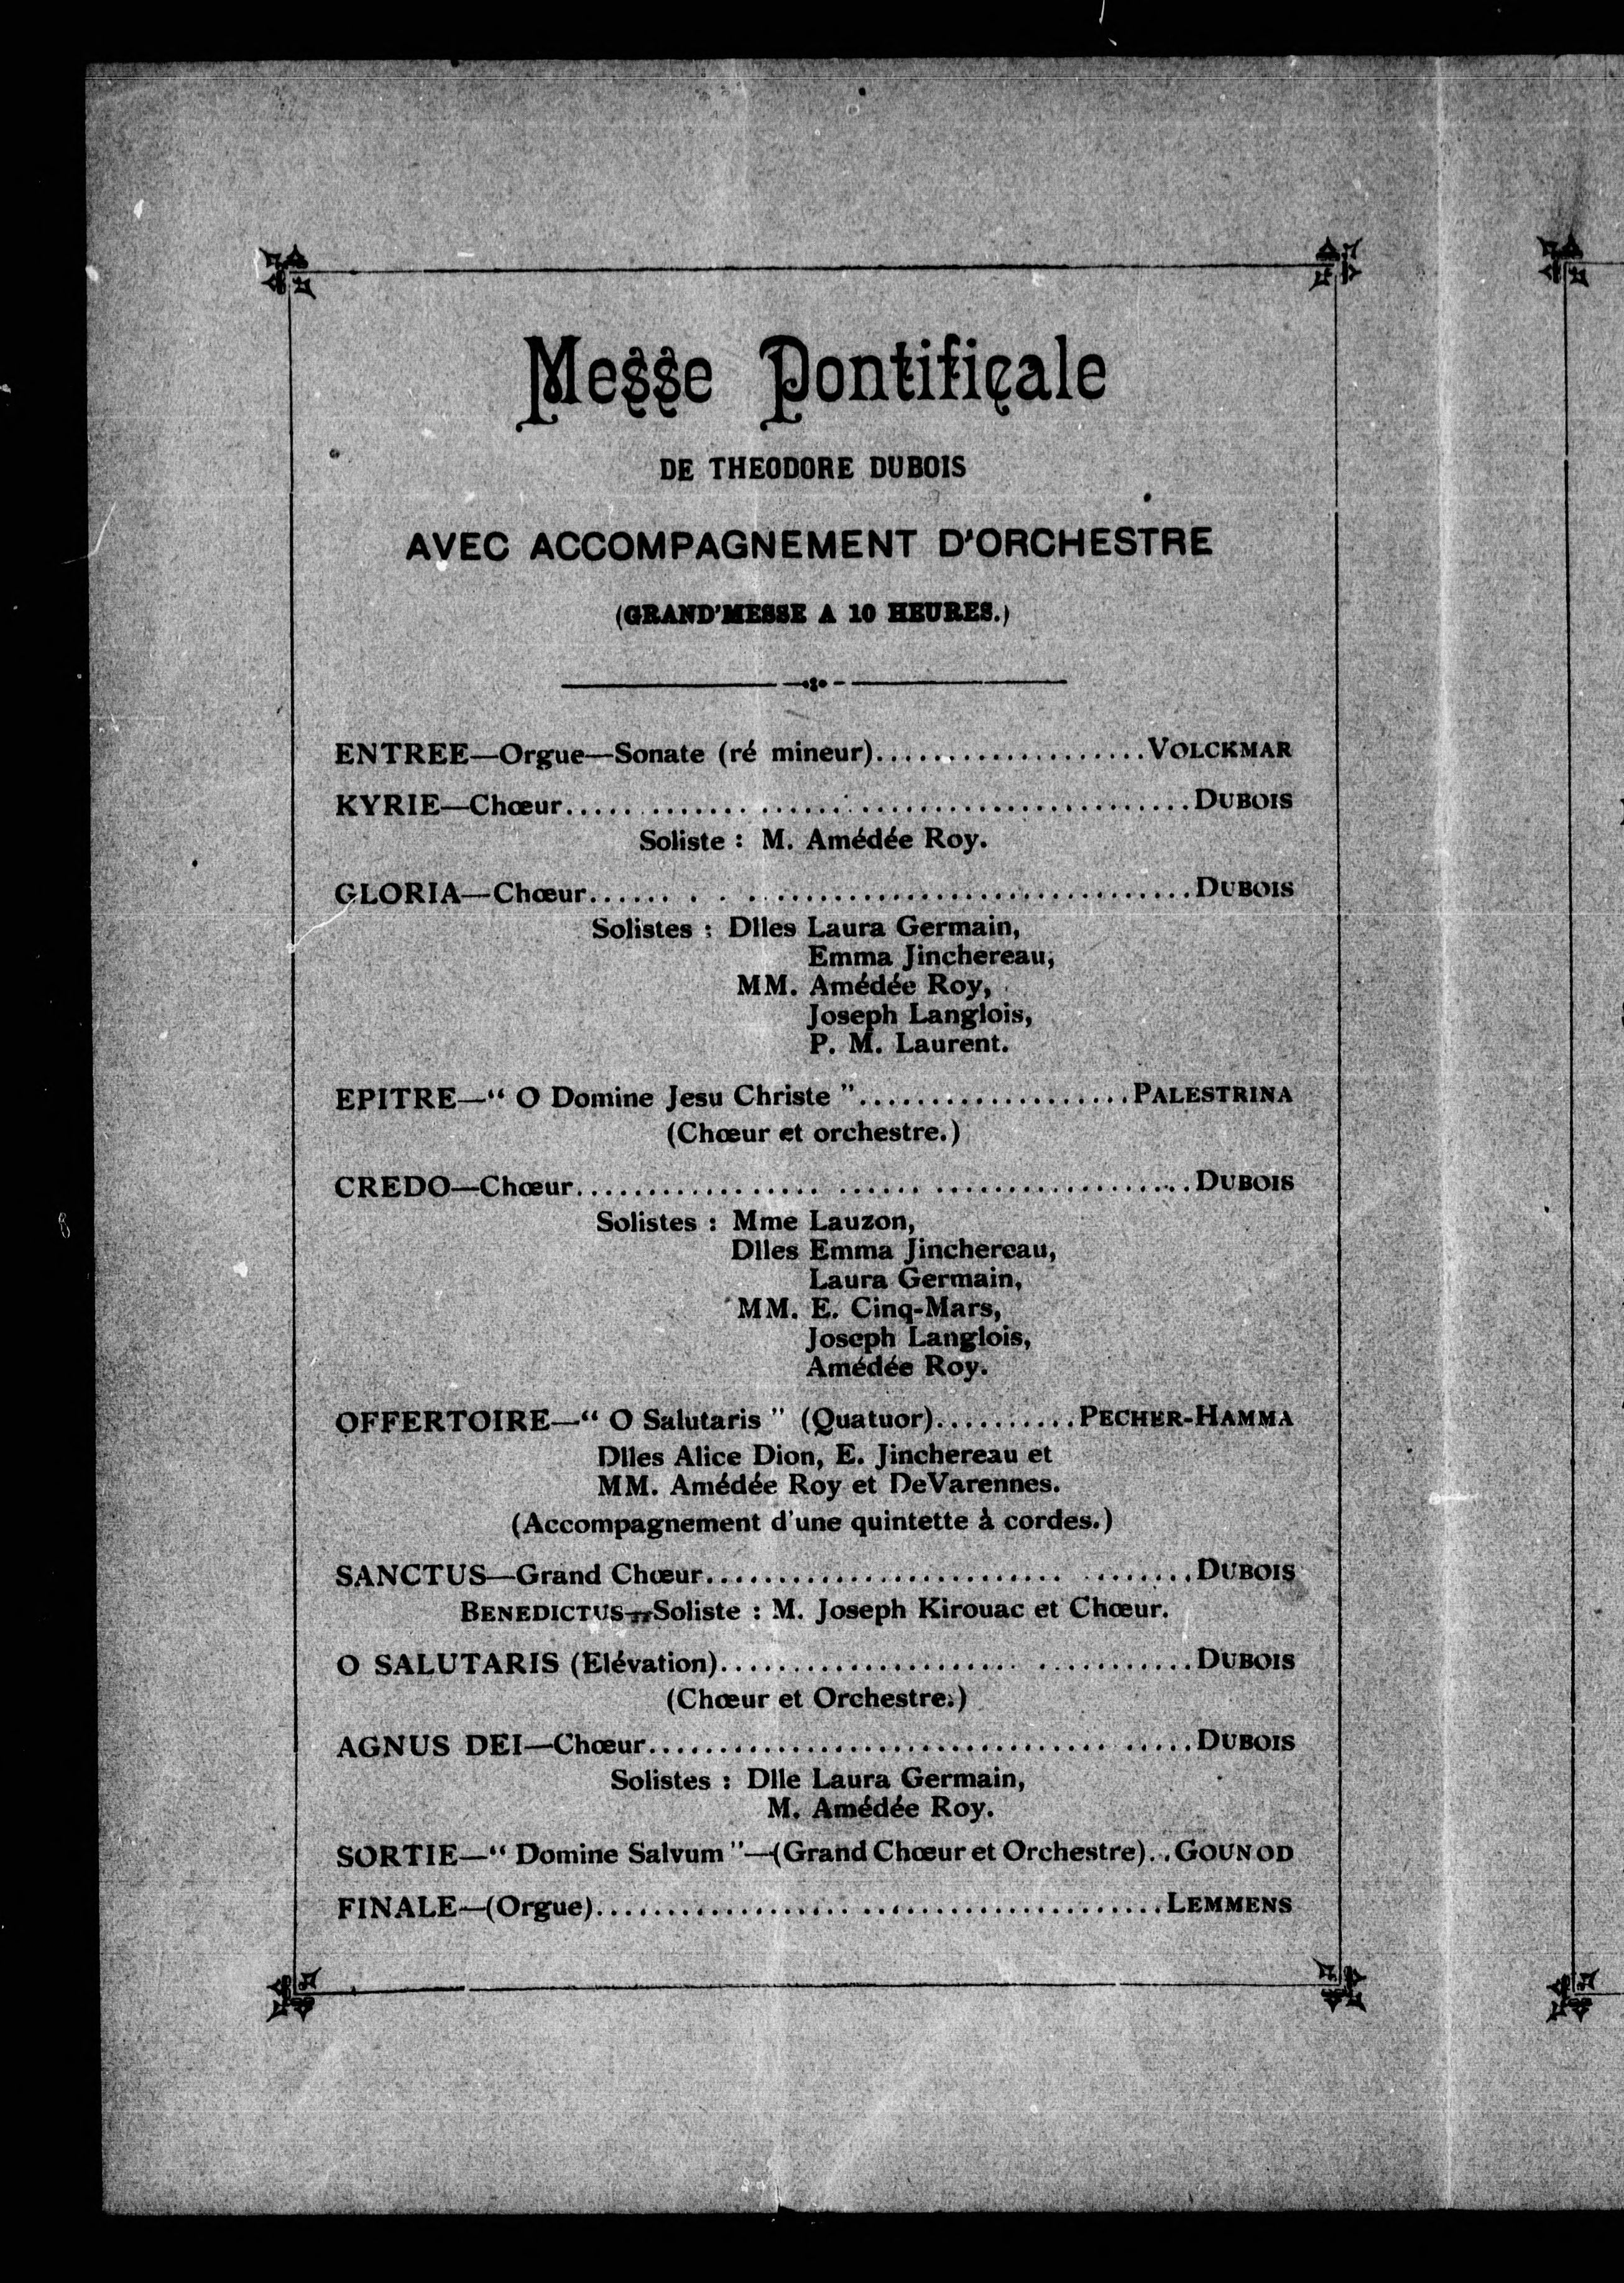 Messe Pontificale
DE THEODORE DUBOIS
AVEC ACCOMPAGNEMENT D'ORCHESTRE
(GRAND'MESSE A 10 HEURES.)
ENTREE—Orgue—Sonate (ré mineur)...................VOLCKMAR
KYRIE—Chœur..........................................DUBOIS
Soliste : M. Amédée Roy.
GLORIA—Chœur........................................DUBOIS
Solistes : Dlles Laura Germain,
Emma Jinchereau,
MM. Amédée Roy,
Joseph Langlois,
P. M. Laurent.
EPITRE—“ O Domine Jesu Christe ”...................PALESTRINA
(Chœur et orchestre.)
CREDO—Chœur.........................................DUBOIS
Solistes : Mme Lauzon,
Dlles Emma Jinchereau,
Laura Germain,
MM. E. Cinq-Mars,
Joseph Langlois,
Amédée Roy.
OFFERTOIRE—“ O Salutaris ” (Quatuor)..........PECHER-HAMMA
Dlles Alice Dion, E. Jinchereau et
MM. Amédée Roy et DeVarennes.
(Accompagnement d'une quintette à cordes.)
SANCTUS—Grand Chœur.................................DUBOIS
BENEDICTUS—Soliste : M. Joseph Kirouac et Chœur.
O SALUTARIS (Elévation)................................DUBOIS
(Chœur et Orchestre.)
AGNUS DEI—Chœur.....................................DUBOIS
Solistes : Dlle Laura Germain,
M. Amédée Roy.
SORTIE—“ Domine Salvum ”—(Grand Chœur et Orchestre)...GOUNOD
FINALE—(Orgue).......................................LEMMENS